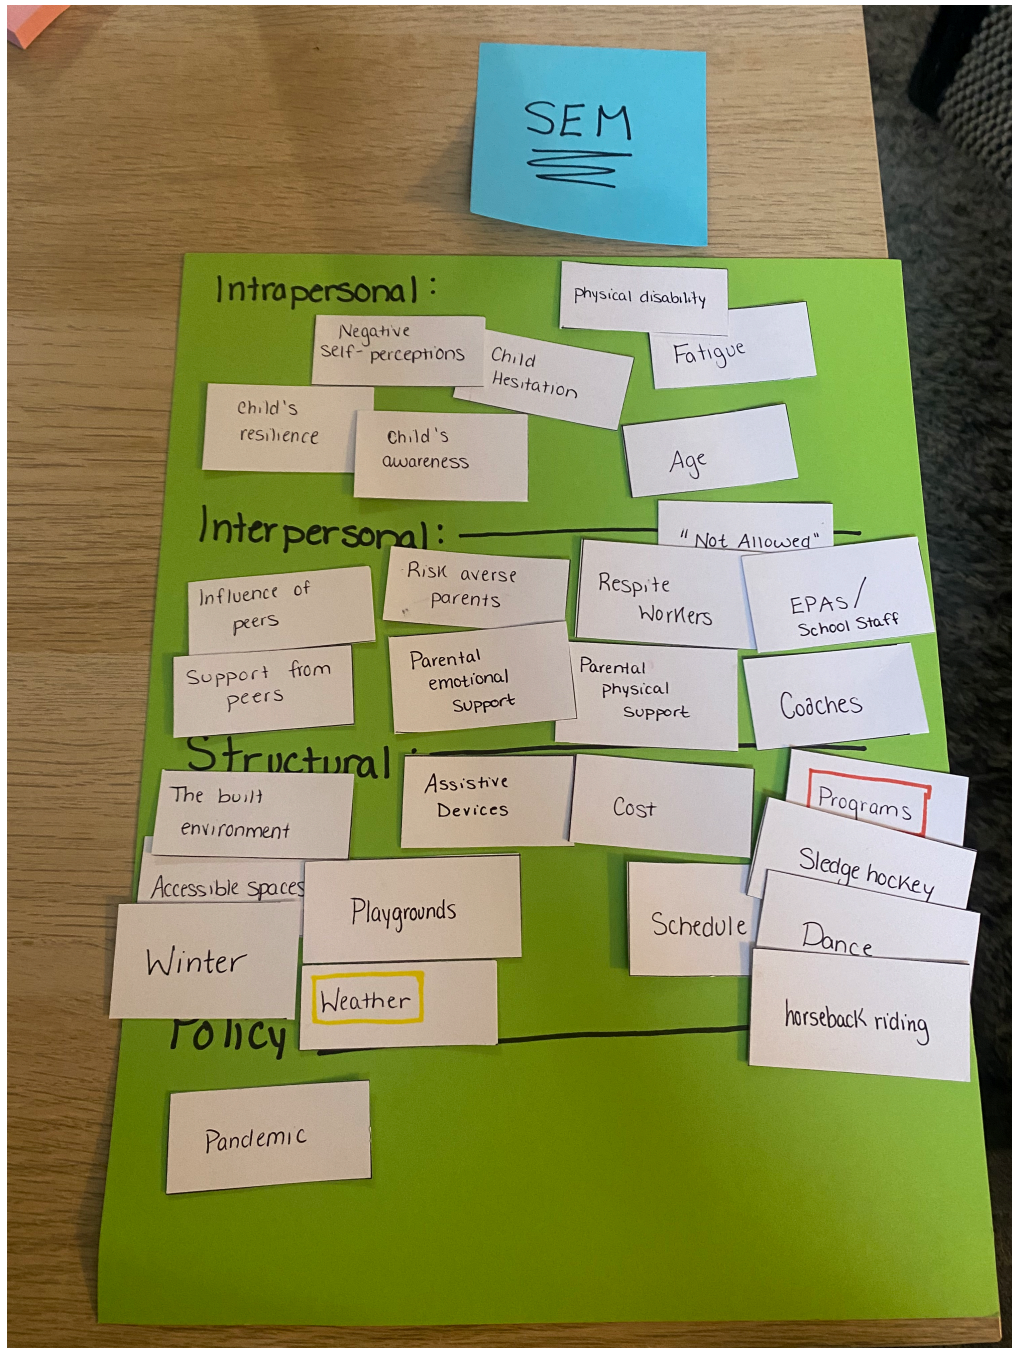 SEM
Intrapersonal:
physical disability
Negative
self-perceptions
Child
Hesitation
Fatigue
Child's
resilience
Child's
awareness
Age
Interpersonal:
"Not Allowed"
Influence of
peers
Risk averse
parents
Respite
Workers
EPAS/
School Staff
Support from
peers
Parental
emotional
support
Parental
physical
support
Coaches
Structural:
The built
environment
Assistive
Devices
Cost
Programs
Sledge hockey
Accessible spaces
Playgrounds
Schedule
Dance
Winter
Weather
horseback riding
Policy
Pandemic